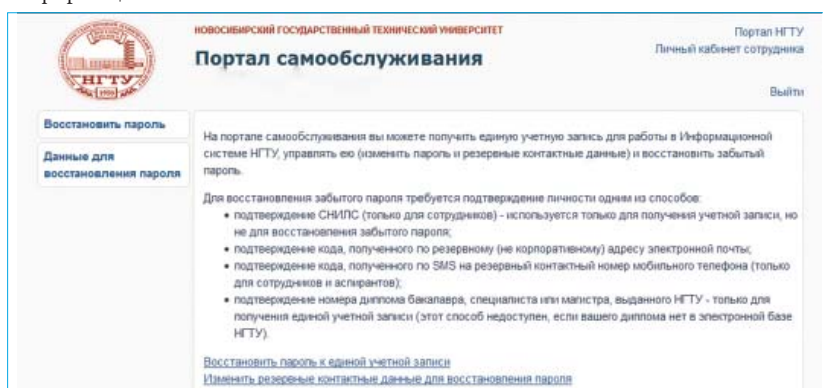 НОВОСИБИРСКИЙ ГОСУДАРСТВЕННЫЙ ТЕХНИЧЕСКИЙ УНИВЕРСИТЕТ
Портал НГТУ
Портал самообслуживания
Личный кабинет сотрудника
НГТУ
1950
Выйти
Восстановить пароль
Данные для
восстановления пароля
На портале самообслуживания вы можете получить единую учетную запись для работы в Информационной
системе НГТУ, управлять ею (изменить пароль и резервные контактные данные) и восстановить забытый
пароль.
Для восстановления забытого пароля требуется подтверждение личности одним из способов:
• подтверждение СНИЛС (только для сотрудников) - используется только для получения учетной записи, но
не для восстановления забытого пароля;
• подтверждение кода, полученного по резервному (не корпоративному) адресу электронной почты;
• подтверждение кода, полученного по SMS на резервный контактный номер мобильного телефона (только
для сотрудников и аспирантов);
• подтверждение номера диплома бакалавра, специалиста или магистра, выданного НГТУ - только для
получения единой учетной записи (этот способ недоступен, если вашего диплома нет в электронной базе
НГТУ).
Восстановить пароль к единой учетной записи
Изменить резервные контактные данные для восстановления пароля